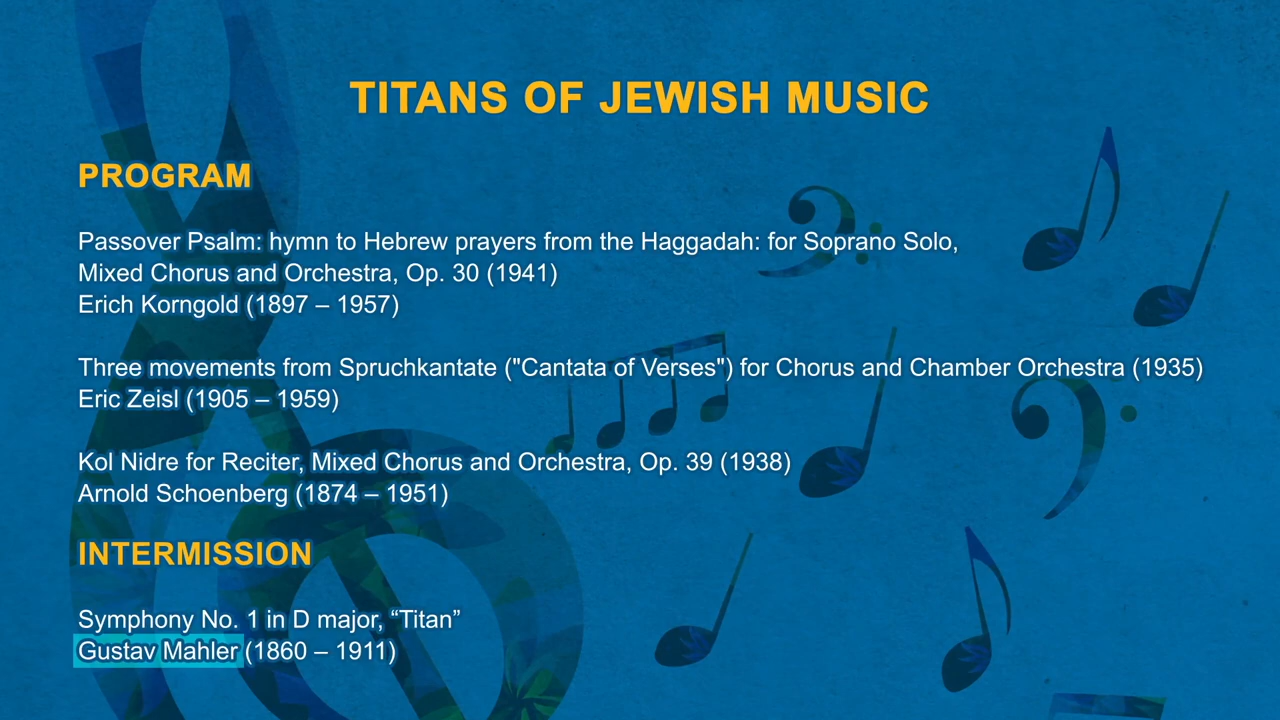 TITANS OF JEWISH MUSIC
PROGRAM
Passover Psalm: hymn to Hebrew prayers from the Haggadah: for Soprano Solo,
Mixed Chorus and Orchestra, Op. 30 (1941)
Erich Korngold (1897 – 1957)
Three movements from Spruchkantate ("Cantata of Verses") for Chorus and Chamber Orchestra (1935)
Eric Zeisl (1905 – 1959)
Kol Nidre for Reciter, Mixed Chorus and Orchestra, Op. 39 (1938)
Arnold Schoenberg (1874 – 1951)
INTERMISSION
Symphony No. 1 in D major, “Titan”
Gustav Mahler (1860 – 1911)